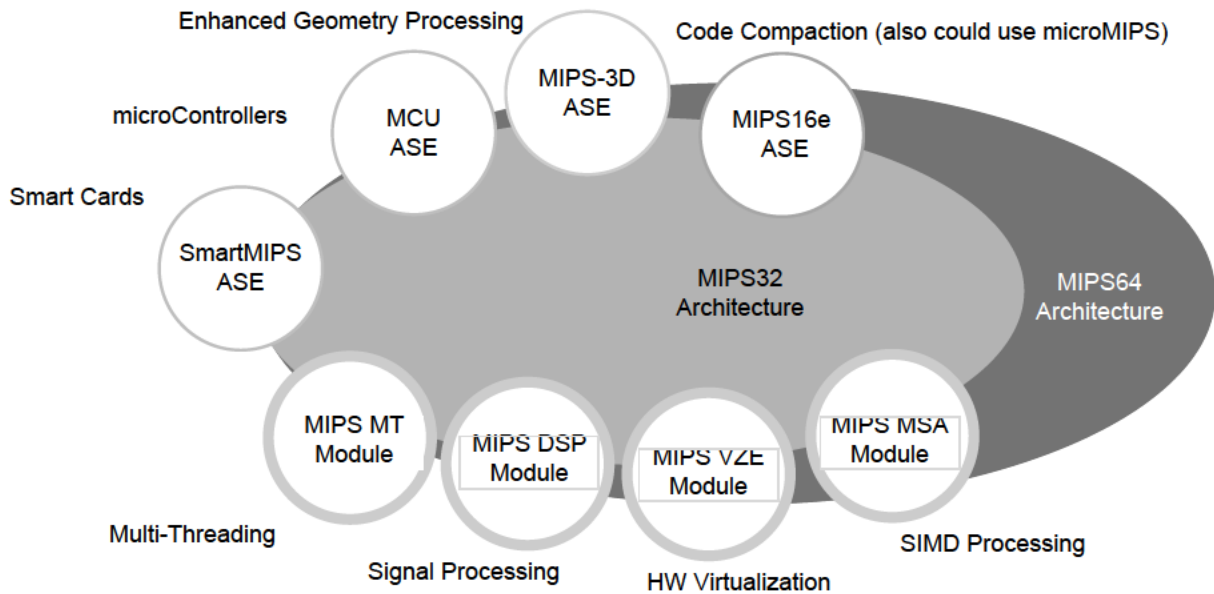 Enhanced Geometry Processing
Code Compaction (also could use microMIPS)
MIPS-3D
ASE
microControllers
MCU
ASE
MIPS16e
ASE
Smart Cards
SmartMIPS
ASE
MIPS32
Architecture
MIPS64
Architecture
MIPS MT
Module
MIPS DSP
Module
MIPS VZE
Module
MIPS MSA
Module
Multi-Threading
Signal Processing
HW Virtualization
SIMD Processing